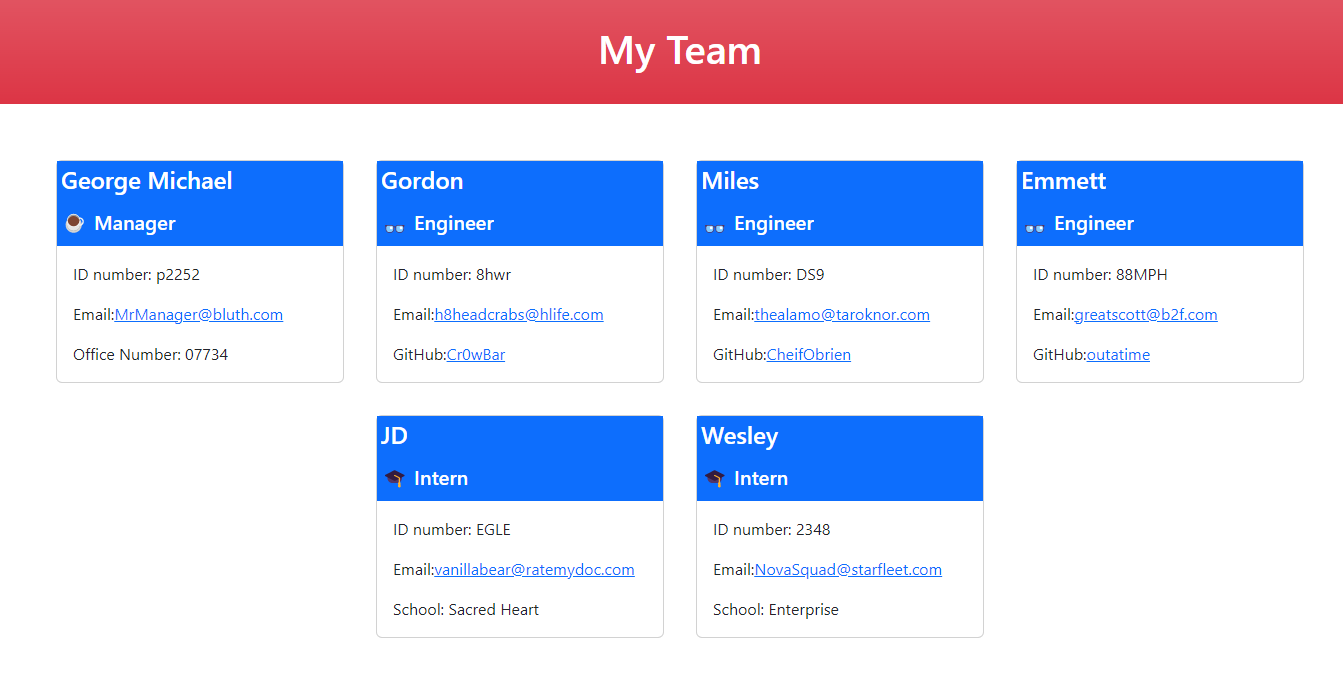 My Team
George Michael
Manager
ID number: p2252
Email:MrManager@bluth.com
Office Number: 07734
Gordon
Engineer
ID number: 8hwr
Email:h8headcrabs@hlife.com
GitHub:Cr0wBar
Miles
Engineer
ID number: DS9
Email:thealamo@taroknor.com
GitHub:CheifObrien
Emmett
Engineer
ID number: 88MPH
Email:greatscott@b2f.com
GitHub:outatime
JD
Intern
ID number: EGLE
Email:vanillabear@ratemydoc.com
School: Sacred Heart
Wesley
Intern
ID number: 2348
Email:NovaSquad@starfleet.com
School: Enterprise